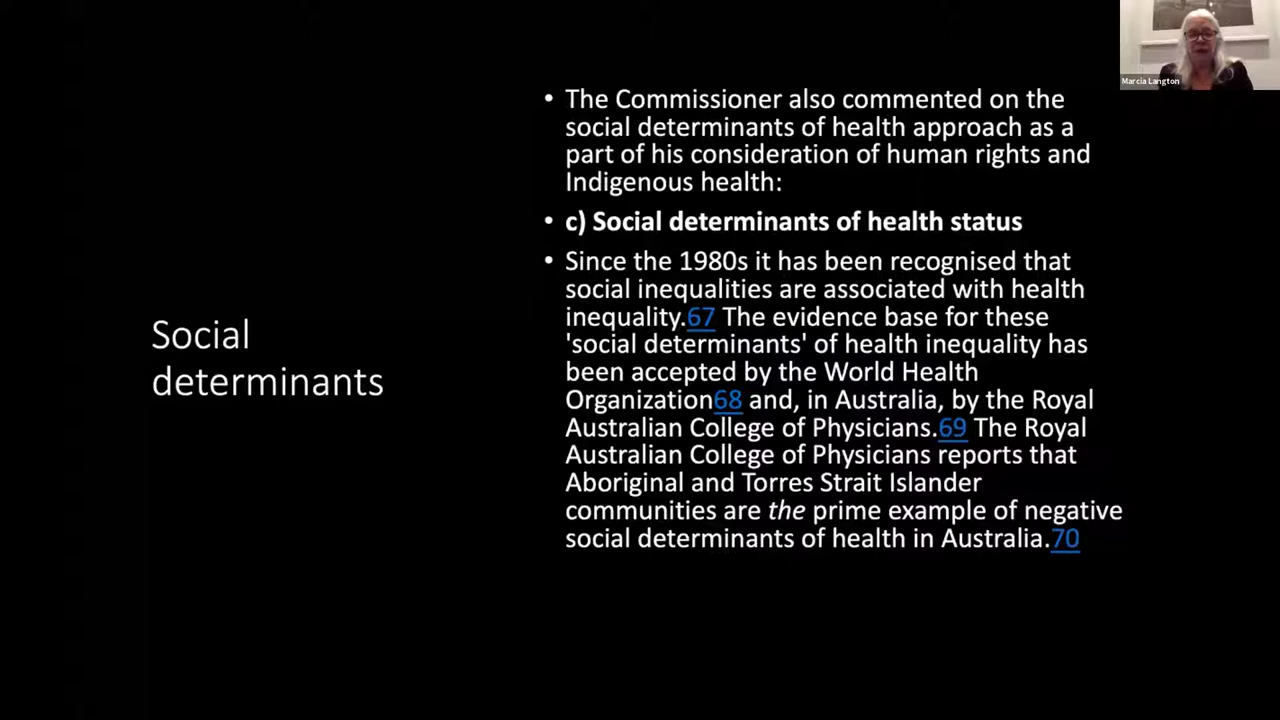 Marcia Langton
Social
determinants
• The Commissioner also commented on the
social determinants of health approach as a
part of his consideration of human rights and
Indigenous health:
• c) Social determinants of health status
• Since the 1980s it has been recognised that
social inequalities are associated with health
inequality.67 The evidence base for these
'social determinants' of health inequality has
been accepted by the World Health
Organization68 and, in Australia, by the Royal
Australian College of Physicians.69 The Royal
Australian College of Physicians reports that
Aboriginal and Torres Strait Islander
communities are the prime example of negative
social determinants of health in Australia.70